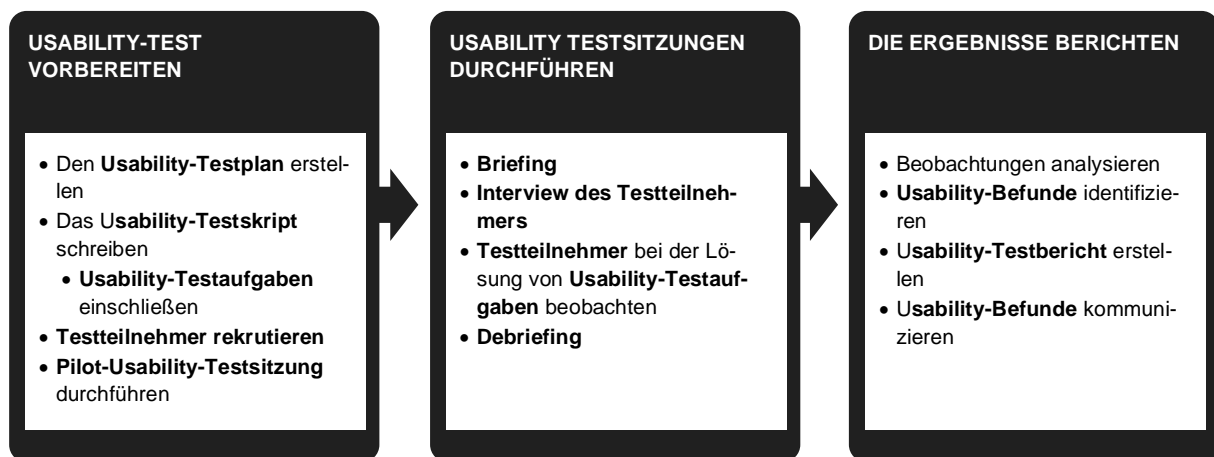 USABILITY-TEST
VORBEREITEN
• Den Usability-Testplan erstel-
len
• Das Usability-Testskript
schreiben
• Usability-Testaufgaben
einschließen
• Testteilnehmer rekrutieren
• Pilot-Usability-Testsitzung
durchführen
USABILITY TESTSITZUNGEN
DURCHFÜHREN
• Briefing
• Interview des Testteilneh-
mers
• Testteilnehmer bei der Lö-
sung von Usability-Testauf-
gaben beobachten
• Debriefing
DIE ERGEBNISSE BERICHTEN
• Beobachtungen analysieren
• Usability-Befunde identifizie-
ren
• Usability-Testbericht erstel-
len
• Usability-Befunde kommuni-
zieren